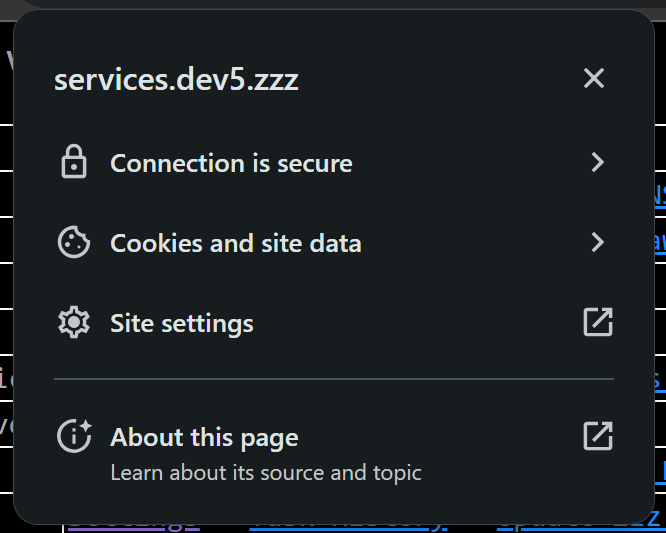 services.dev5.zzz
Connection is secure
Cookies and site data
Site settings
About this page
Learn about its source and topic